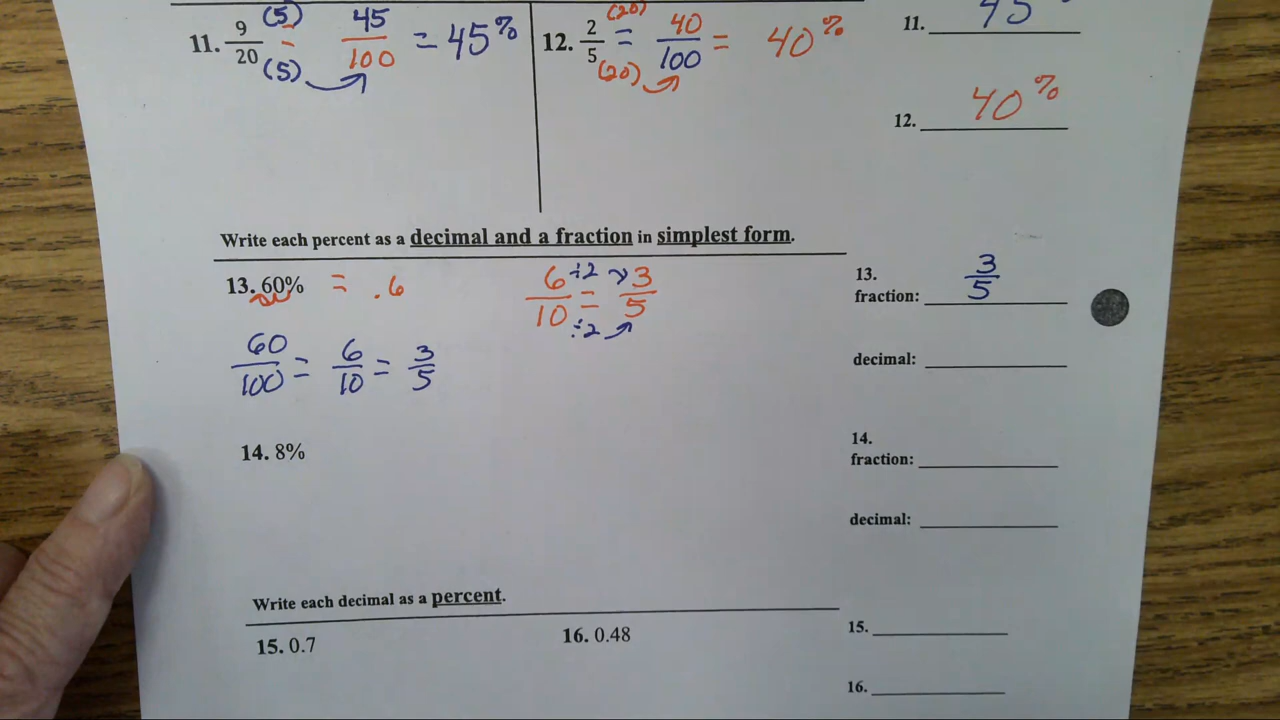 11. 9/20 (5) (5) = 45/100 = 45%
12. 2/5 (20) (20) = 40/100 = 40%
11. 45%
12. 40%
Write each percent as a decimal and a fraction in simplest form.
13. 60% = .6
6/10 ÷2 ÷2 = 3/5
60/100 = 6/10 = 3/5
13.
fraction: 3/5
decimal:
14. 8%
14.
fraction:
decimal:
Write each decimal as a percent.
15. 0.7
16. 0.48
15.
16.